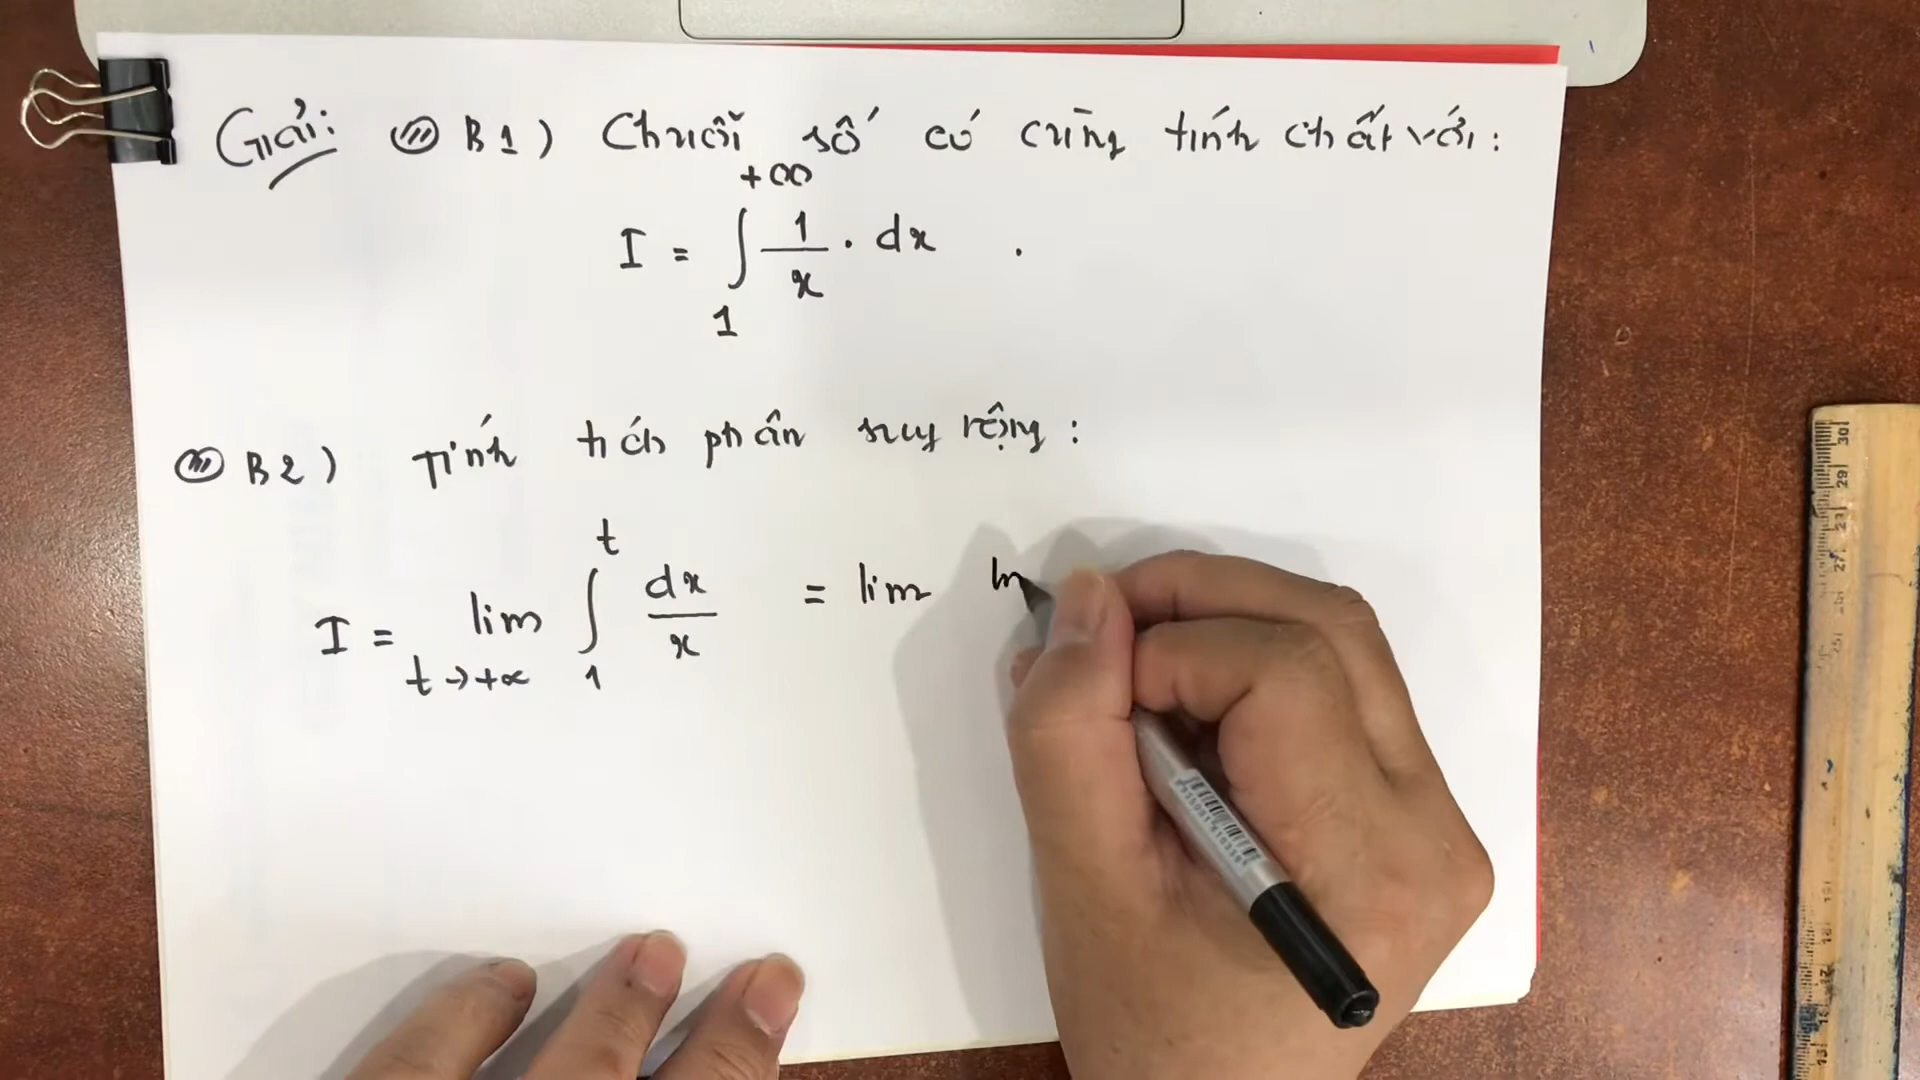 Giải: B1) Chuỗi số có cùng tính chất với:
+∞
I = ∫ 1/x . dx .
1
B2) Tính tích phân suy rộng:
t
I = lim ∫ dx/x = lim ln
t→+∞ 1